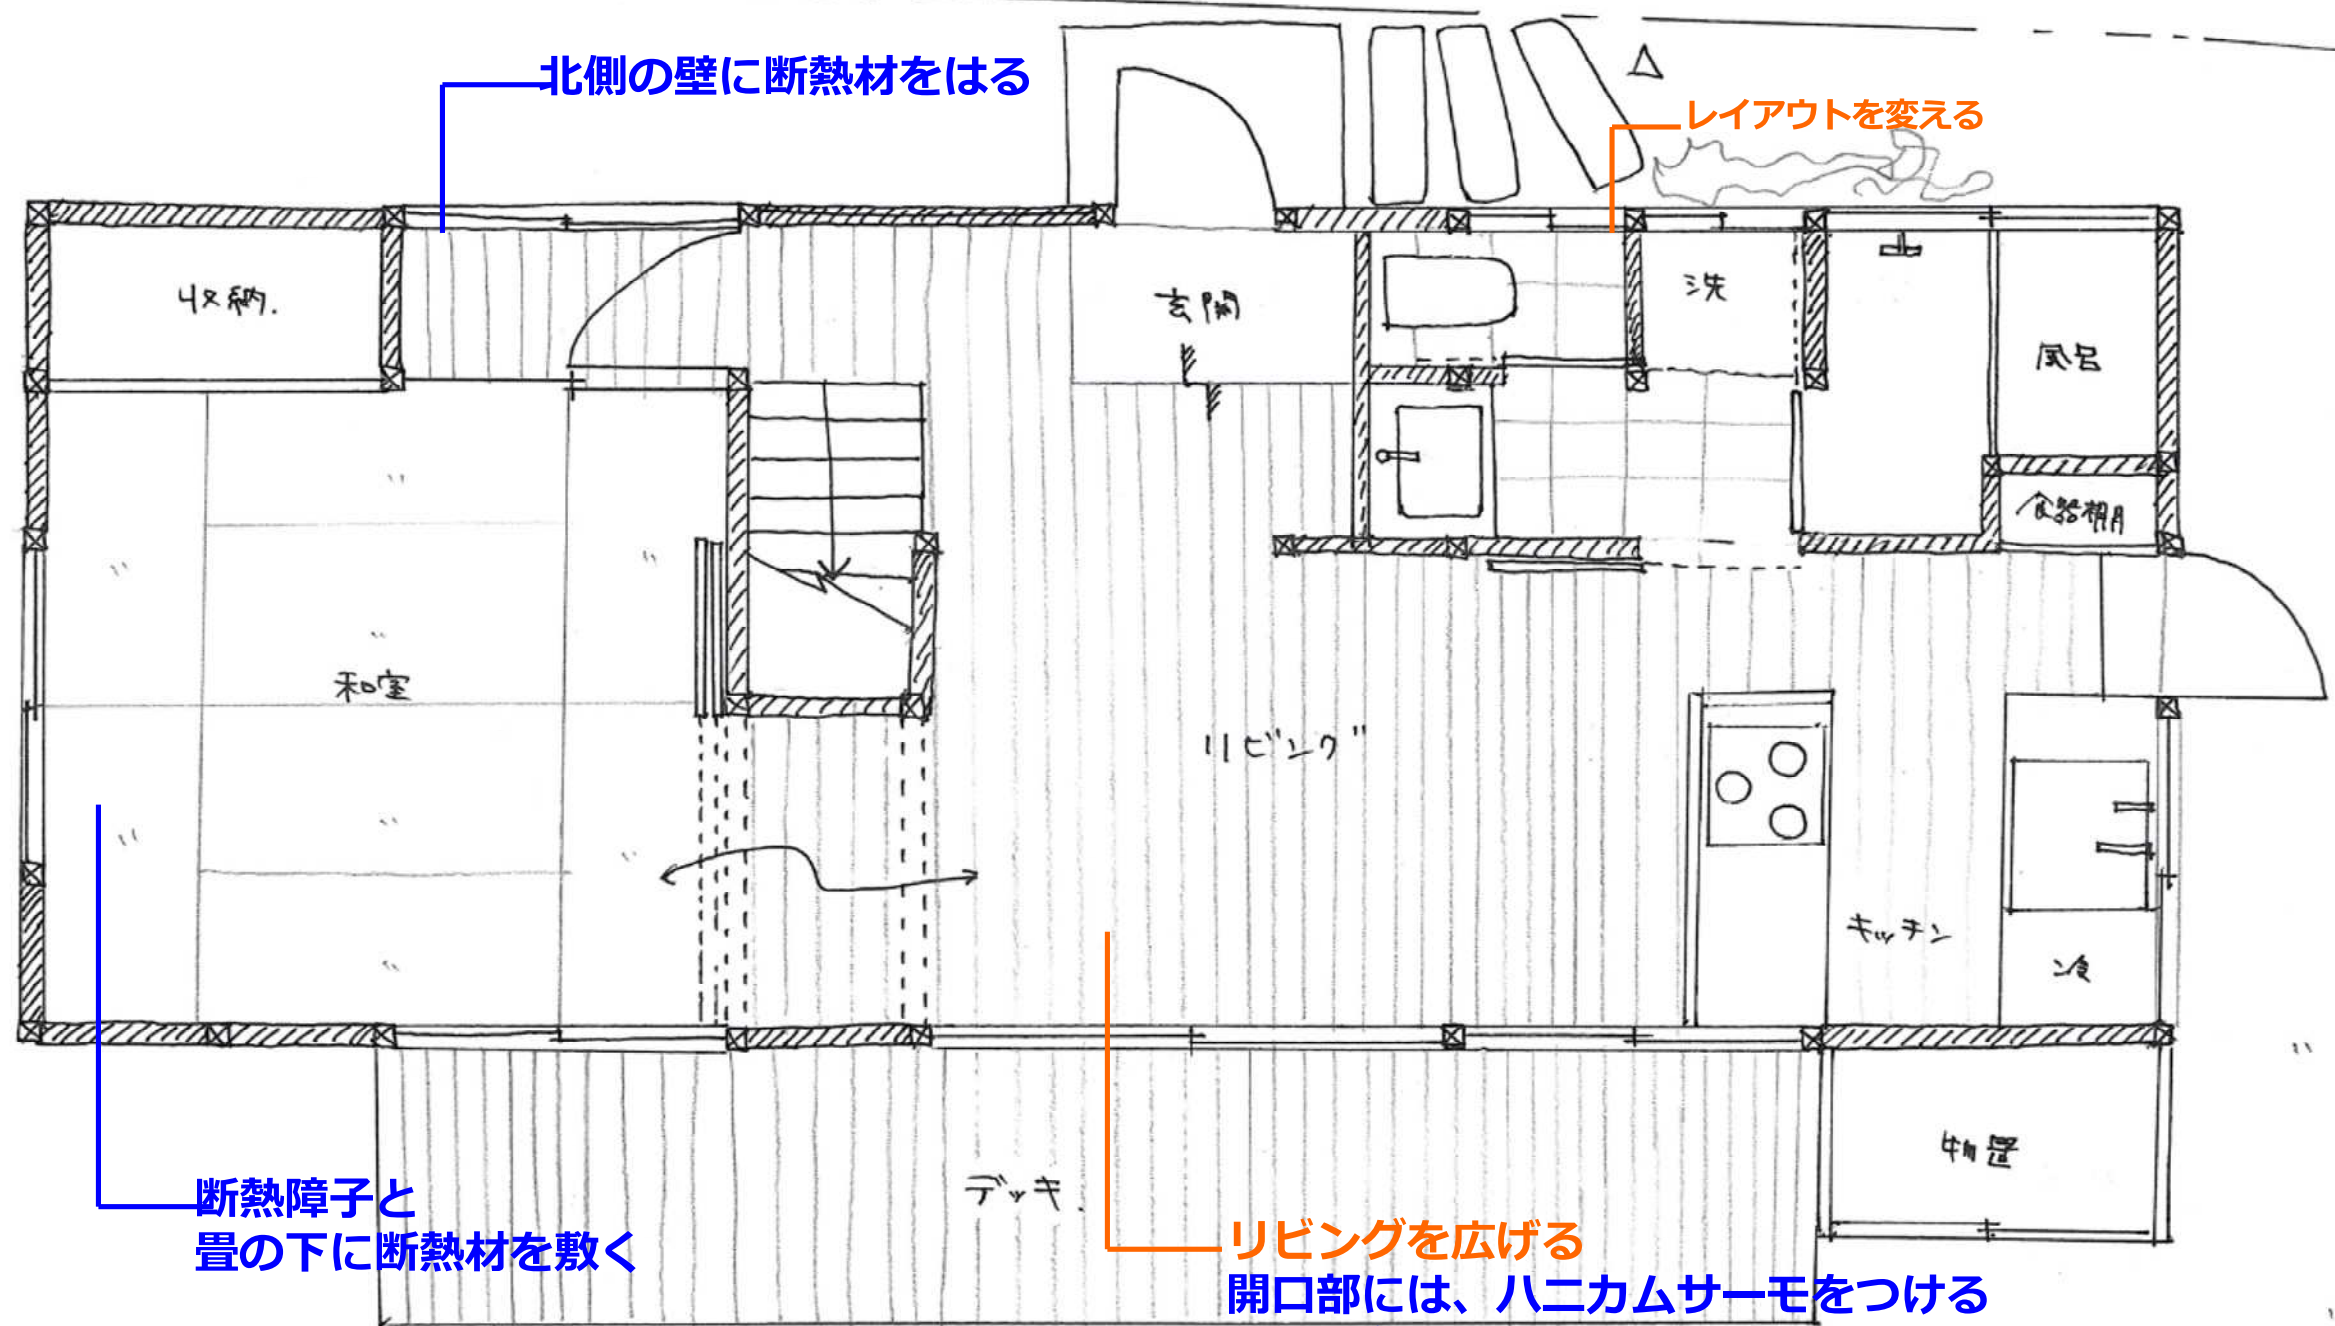 北側の壁に断熱材をはる
レイアウトを変える
収納.
玄関
洗
風呂
食器棚
和室
リビング
キッチン
冷
物置
デッキ.
断熱障子と
畳の下に断熱材を敷く
リビングを広げる
開口部には、ハニカムサーモをつける